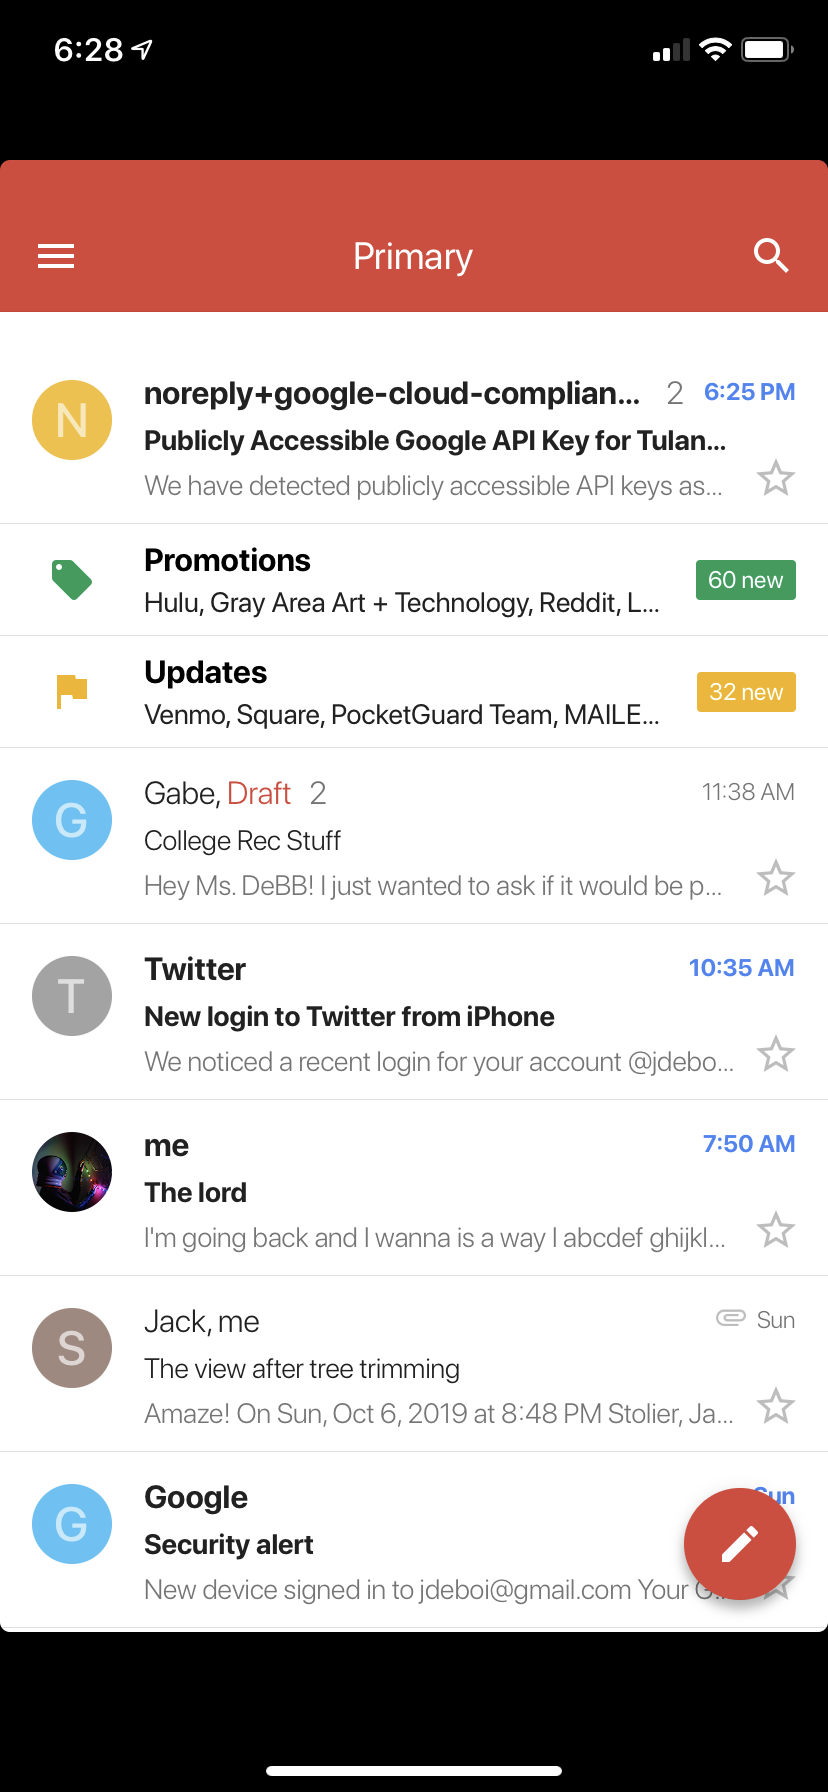 6:28
Primary
N
noreply+google-cloud-complian... 2 6:25 PM
Publicly Accessible Google API Key for Tulan...
We have detected publicly accessible API keys as...
Promotions
60 new
Hulu, Gray Area Art + Technology, Reddit, L...
Updates
32 new
Venmo, Square, PocketGuard Team, MAILE...
G
Gabe, Draft 2 11:38 AM
College Rec Stuff
Hey Ms. DeBB! I just wanted to ask if it would be p...
T
Twitter 10:35 AM
New login to Twitter from iPhone
We noticed a recent login for your account @jdebo...
me 7:50 AM
The lord
I'm going back and I wanna is a way I abcdef ghijkl...
S
Jack, me Sun
The view after tree trimming
Amaze! On Sun, Oct 6, 2019 at 8:48 PM Stolier, Ja...
G
Google Sun
Security alert
New device signed in to jdeboi@gmail.com Your G...